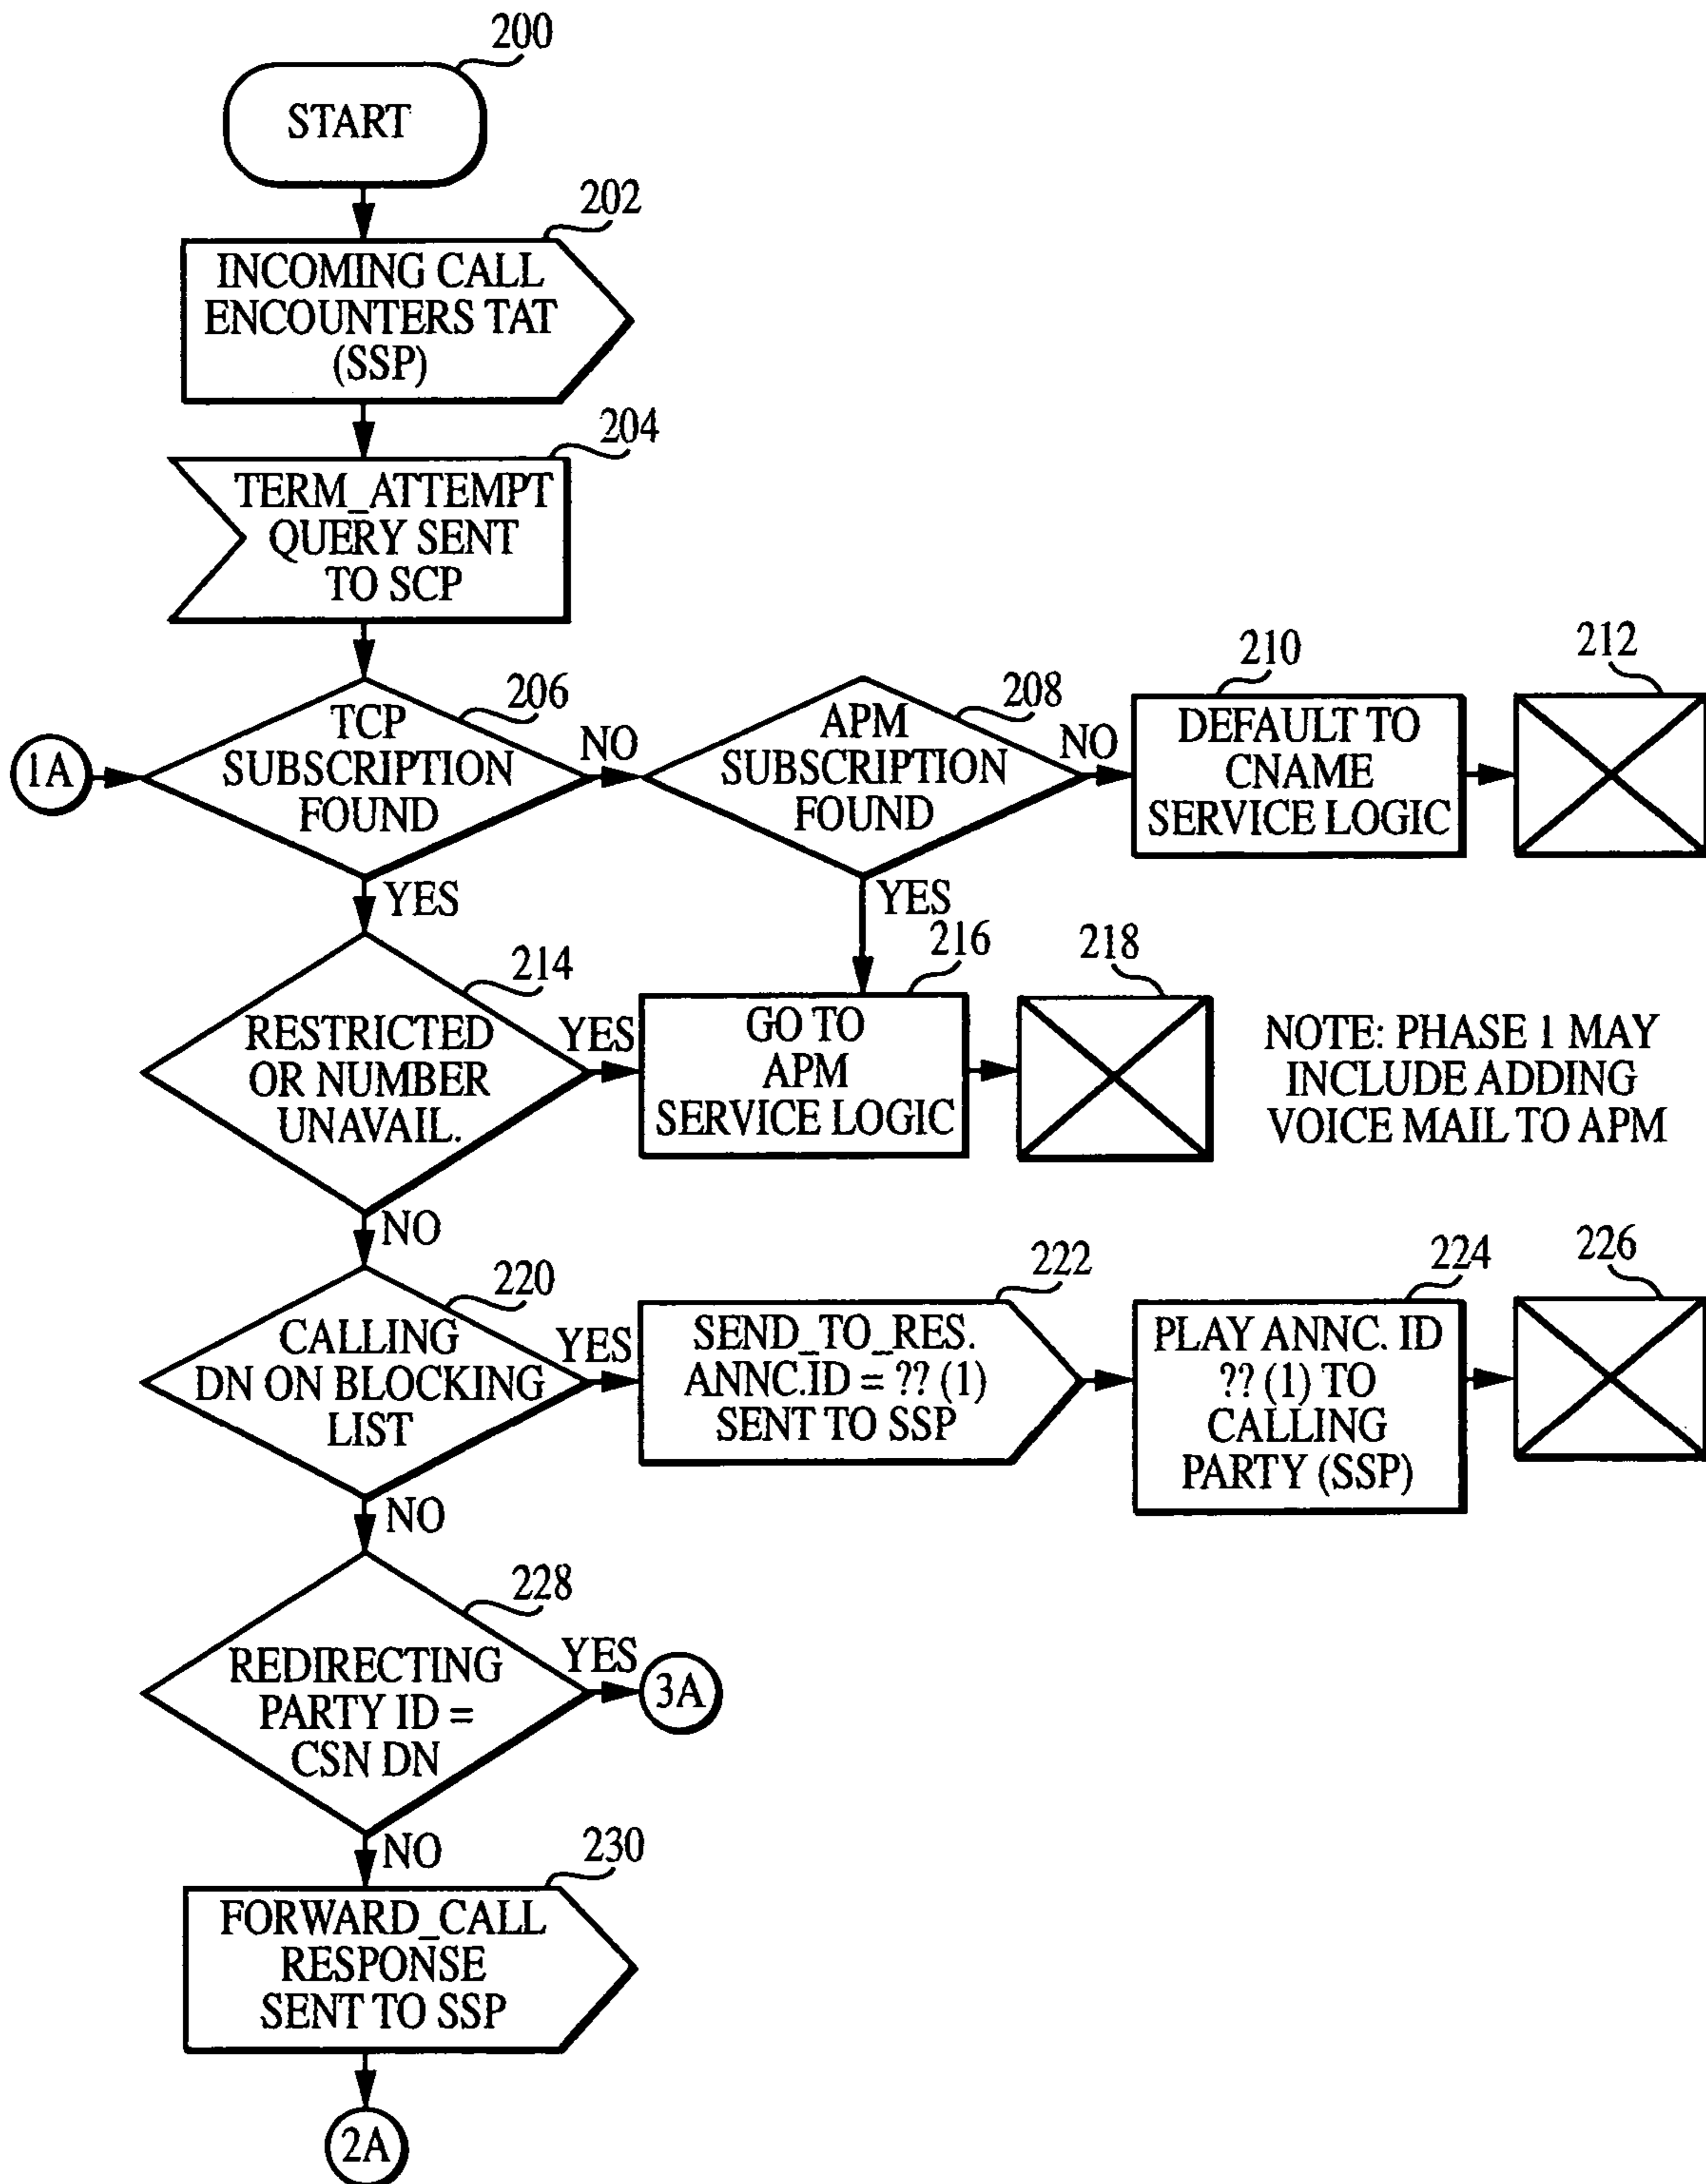 200
START
202
INCOMING CALL
ENCOUNTERS TAT
(SSP)
204
TERM_ATTEMPT
QUERY SENT
TO SCP
1A
206
TCP
SUBSCRIPTION
FOUND
NO
YES
208
APM
SUBSCRIPTION
FOUND
NO
YES
210
DEFAULT TO
CNAME
SERVICE LOGIC
212
214
RESTRICTED
OR NUMBER
UNAVAIL.
YES
NO
216
GO TO
APM
SERVICE LOGIC
218
NOTE: PHASE 1 MAY
INCLUDE ADDING
VOICE MAIL TO APM
220
CALLING
DN ON BLOCKING
LIST
YES
NO
222
SEND_TO_RES.
ANNC.ID = ?? (1)
SENT TO SSP
224
PLAY ANNC. ID
?? (1) TO
CALLING
PARTY (SSP)
226
228
REDIRECTING
PARTY ID =
CSN DN
YES
3A
NO
230
FORWARD_CALL
RESPONSE
SENT TO SSP
2A